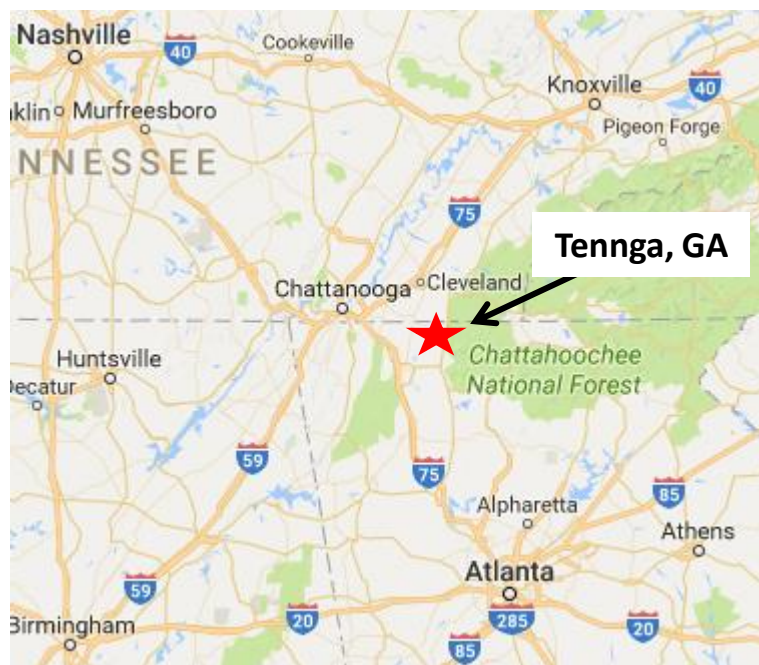 Nashville
40
Cookeville
Knoxville
40
klin
Murfreesboro
Pigeon Forge
NNESSEE
75
Tennga, GA
Cleveland
Chattanooga
Huntsville
Chattahoochee
National Forest
Decatur
59
75
85
Alpharetta
Athens
Atlanta
59
20
285
20
Birmingham
85